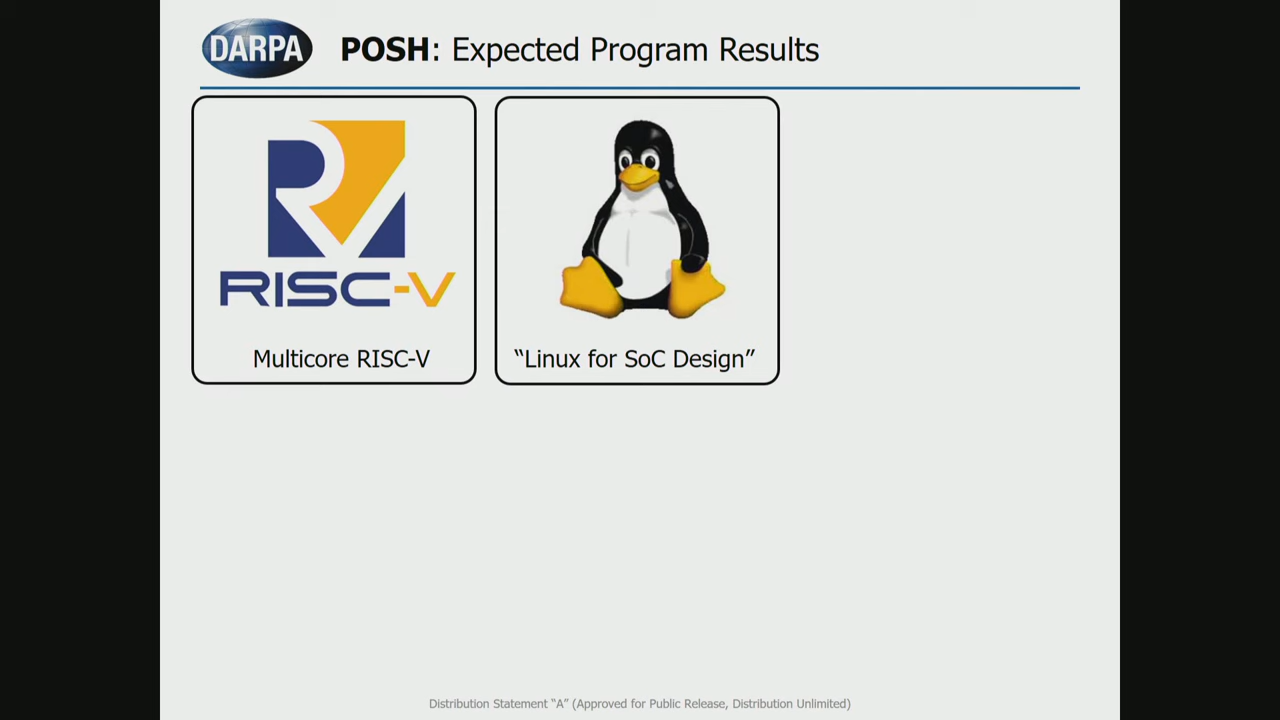 DARPA
POSH: Expected Program Results
RISC-V
Multicore RISC-V
“Linux for SoC Design”
Distribution Statement “A” (Approved for Public Release, Distribution Unlimited)